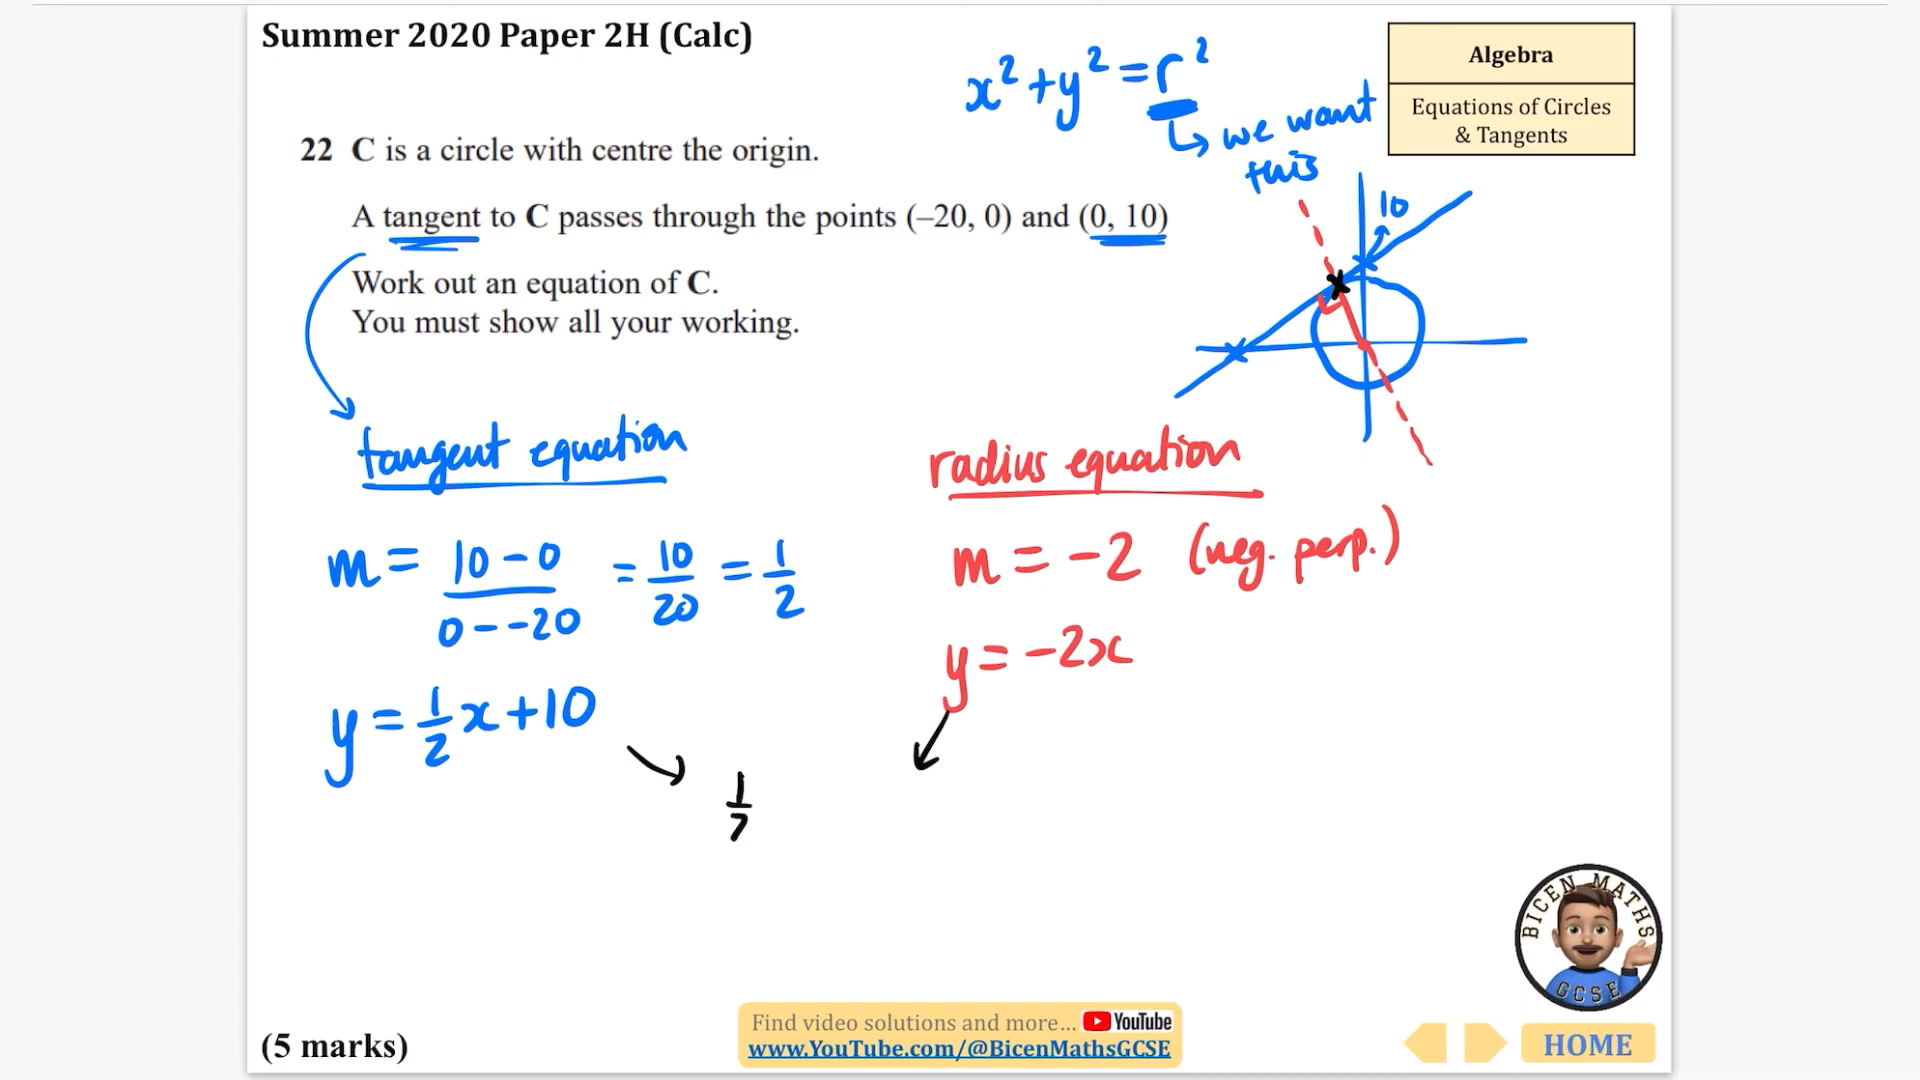 Summer 2020 Paper 2H (Calc)
x² + y² = r²
↳ we want
this
Algebra
Equations of Circles
& Tangents
22 C is a circle with centre the origin.
A tangent to C passes through the points (–20, 0) and (0, 10)
Work out an equation of C.
You must show all your working.
10
tangent equation
m = 10 - 0 / 0 - -20 = 10/20 = 1/2
y = 1/2 x + 10
radius equation
m = -2 (neg. perp.)
y = -2x
BICEN MATHS
GCSE
(5 marks)
Find video solutions and more... YouTube
www.YouTube.com/@BicenMathsGCSE
HOME